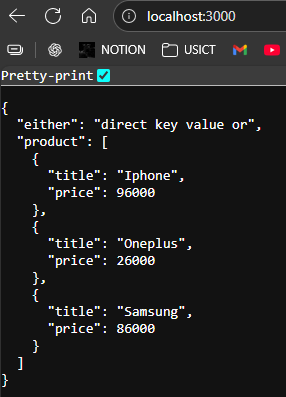 localhost:3000
NOTION USICT
Pretty-print
{
  "either": "direct key value or",
  "product": [
    {
      "title": "Iphone",
      "price": 96000
    },
    {
      "title": "Oneplus",
      "price": 26000
    },
    {
      "title": "Samsung",
      "price": 86000
    }
  ]
}